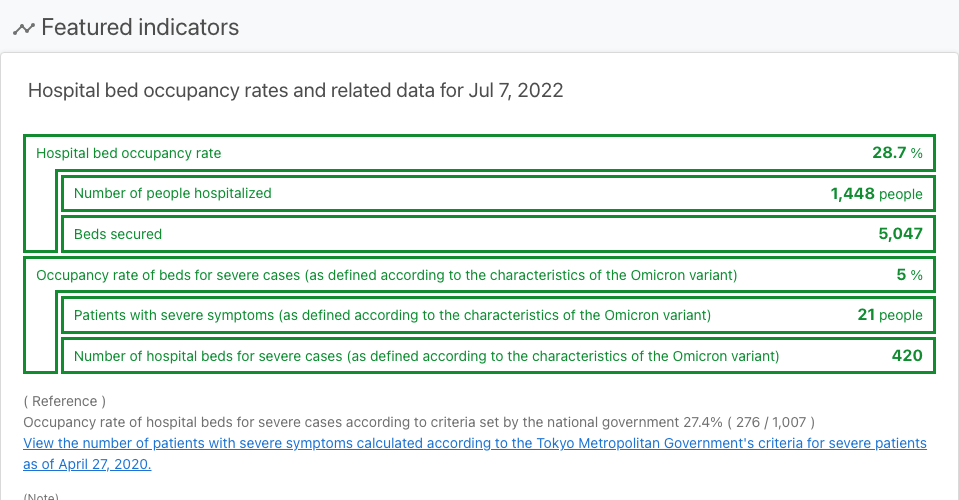 Featured indicators
Hospital bed occupancy rates and related data for Jul 7, 2022
Hospital bed occupancy rate 28.7 %
Number of people hospitalized 1,448 people
Beds secured 5,047
Occupancy rate of beds for severe cases (as defined according to the characteristics of the Omicron variant) 5 %
Patients with severe symptoms (as defined according to the characteristics of the Omicron variant) 21 people
Number of hospital beds for severe cases (as defined according to the characteristics of the Omicron variant) 420
( Reference )
Occupancy rate of hospital beds for severe cases according to criteria set by the national government 27.4% ( 276 / 1,007 )
View the number of patients with severe symptoms calculated according to the Tokyo Metropolitan Government's criteria for severe patients
as of April 27, 2020.
(Note)